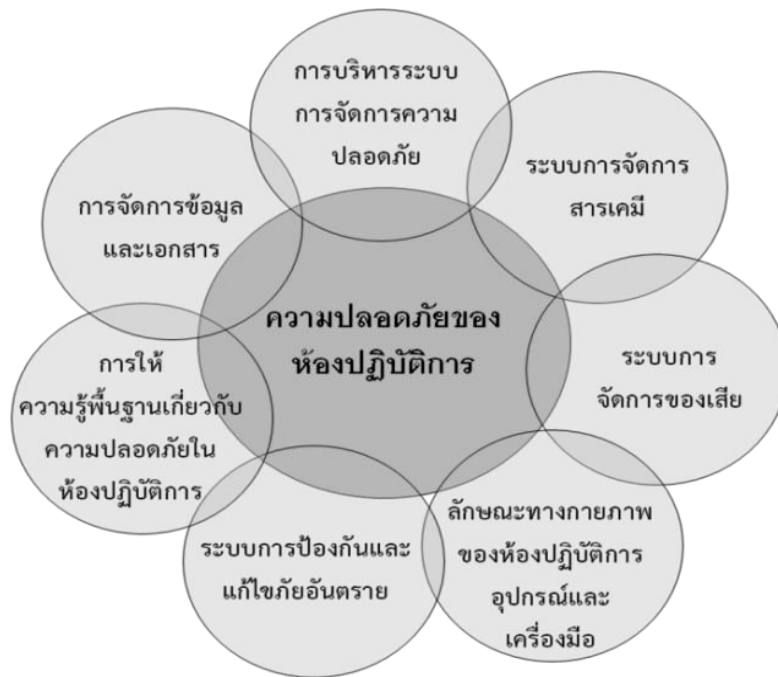 การบริหารระบบ
การจัดการความ
ปลอดภัย
ระบบการจัดการ
สารเคมี
ระบบการ
จัดการของเสีย
ลักษณะทางกายภาพ
ของห้องปฏิบัติการ
อุปกรณ์และ
เครื่องมือ
ระบบการป้องกันและ
แก้ไขภัยอันตราย
การให้
ความรู้พื้นฐานเกี่ยวกับ
ความปลอดภัยใน
ห้องปฏิบัติการ
การจัดการข้อมูล
และเอกสาร
ความปลอดภัยของ
ห้องปฏิบัติการ